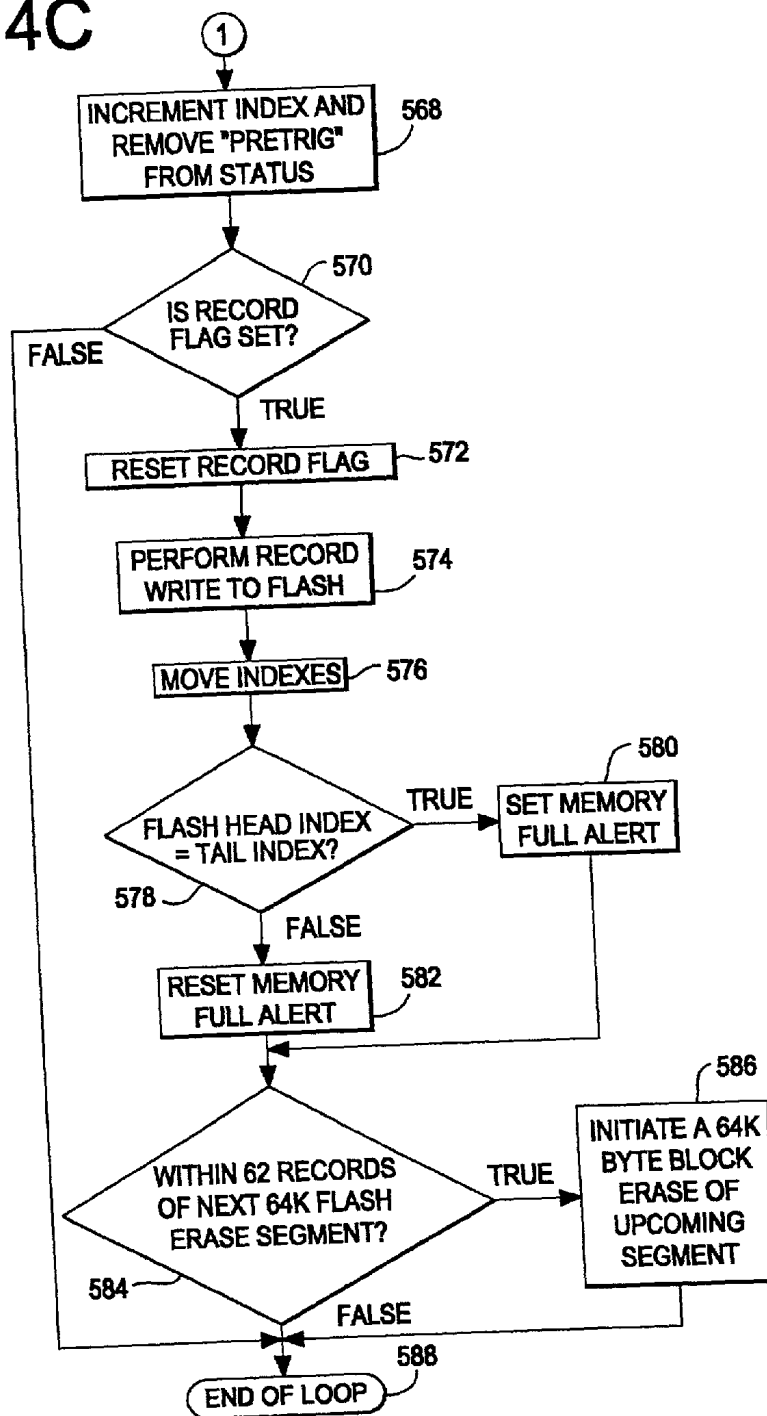 4C
1
INCREMENT INDEX AND
REMOVE "PRETRIG"
FROM STATUS
568
570
IS RECORD
FLAG SET?
FALSE
TRUE
RESET RECORD FLAG
572
PERFORM RECORD
WRITE TO FLASH
574
MOVE INDEXES
576
FLASH HEAD INDEX
= TAIL INDEX?
578
TRUE
580
SET MEMORY
FULL ALERT
FALSE
RESET MEMORY
FULL ALERT
582
WITHIN 62 RECORDS
OF NEXT 64K FLASH
ERASE SEGMENT?
584
TRUE
586
INITIATE A 64K
BYTE BLOCK
ERASE OF
UPCOMING
SEGMENT
FALSE
588
END OF LOOP